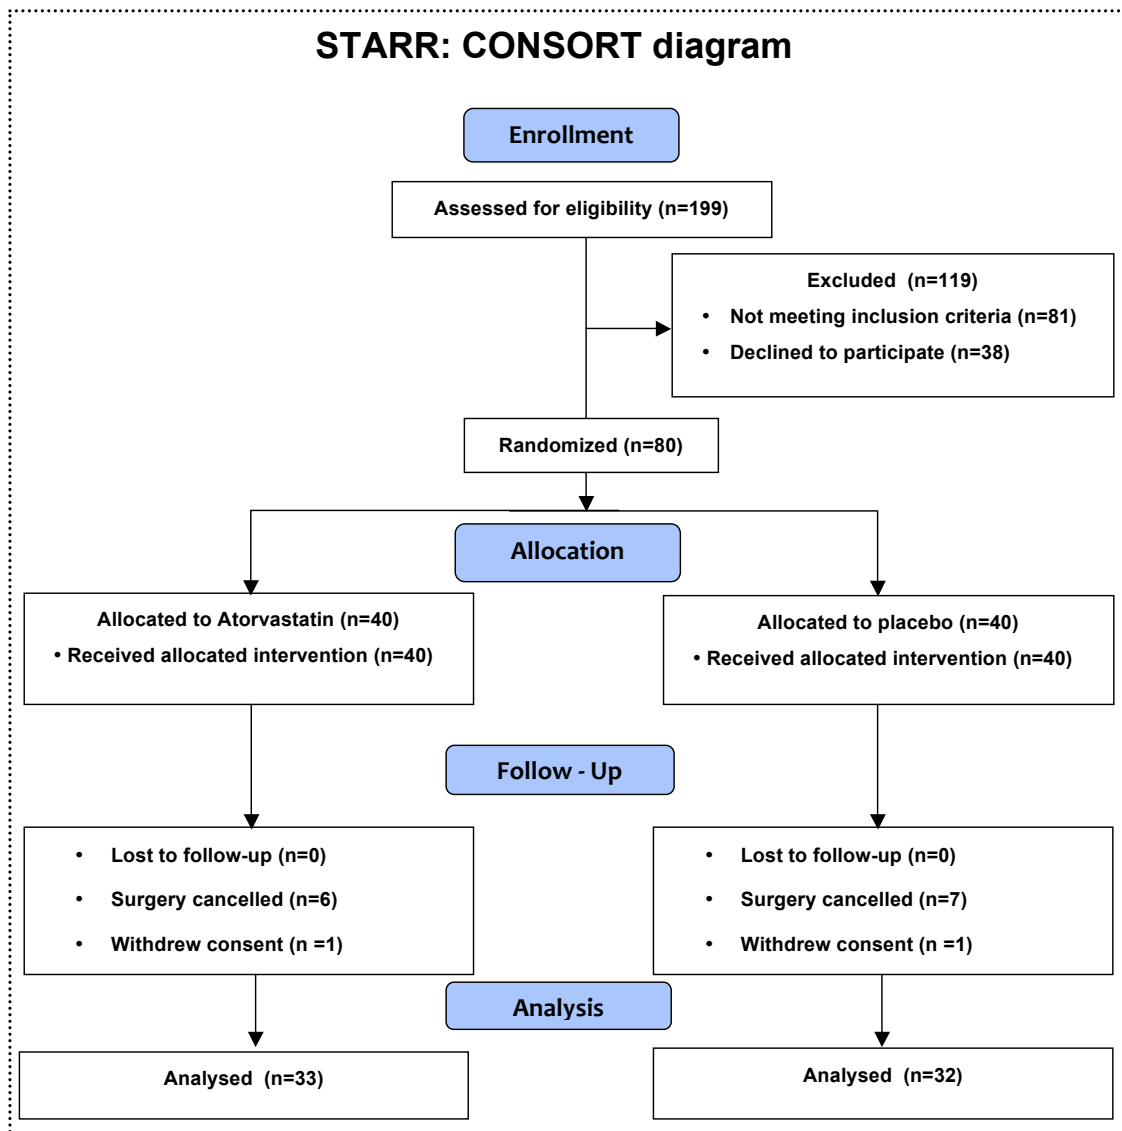 STARR: CONSORT diagram
Enrollment
Assessed for eligibility (n=199)
Excluded (n=119)
• Not meeting inclusion criteria (n=81)
• Declined to participate (n=38)
Randomized (n=80)
Allocation
Allocated to Atorvastatin (n=40)
• Received allocated intervention (n=40)
Allocated to placebo (n=40)
• Received allocated intervention (n=40)
Follow - Up
• Lost to follow-up (n=0)
• Surgery cancelled (n=6)
• Withdrew consent (n =1)
• Lost to follow-up (n=0)
• Surgery cancelled (n=7)
• Withdrew consent (n =1)
Analysis
Analysed (n=33)
Analysed (n=32)